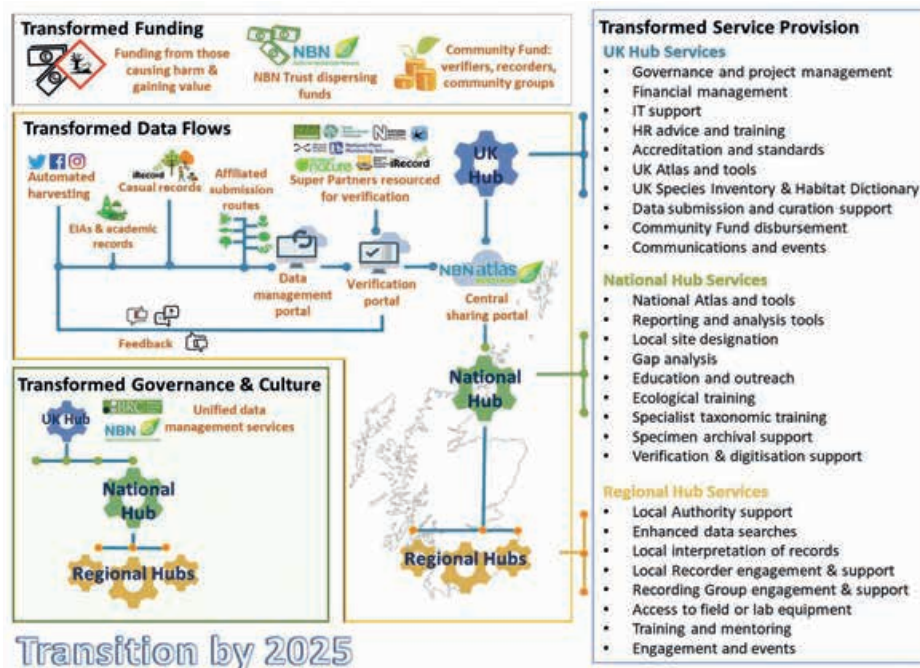 Transformed Funding
Funding from those
causing harm &
gaining value
NBN
NBN Trust dispersing
funds
Community Fund:
verifiers, recorders,
community groups
Transformed Data Flows
Automated
harvesting
iRecord
Casual records
EIAs & academic
records
Affiliated
submission
routes
nature
iRecord
Super Partners resourced
for verification
Data
management
portal
Verification
portal
NBN atlas
Central
sharing portal
Feedback
UK
Hub
National
Hub
Regional Hubs
Transformed Governance & Culture
UK Hub
BRC
NBN
Unified data
management services
National
Hub
Regional Hubs
Transition by 2025
Transformed Service Provision
UK Hub Services
• Governance and project management
• Financial management
• IT support
• HR advice and training
• Accreditation and standards
• UK Atlas and tools
• UK Species Inventory & Habitat Dictionary
• Data submission and curation support
• Community Fund disbursement
• Communications and events
National Hub Services
• National Atlas and tools
• Reporting and analysis tools
• Local site designation
• Gap analysis
• Education and outreach
• Ecological training
• Specialist taxonomic training
• Specimen archival support
• Verification & digitisation support
Regional Hub Services
• Local Authority support
• Enhanced data searches
• Local interpretation of records
• Local Recorder engagement & support
• Recording Group engagement & support
• Access to field or lab equipment
• Training and mentoring
• Engagement and events